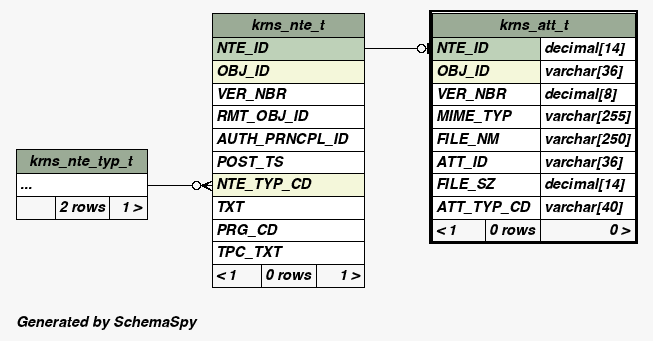 krns_nte_t
NTE_ID
OBJ_ID
VER_NBR
RMT_OBJ_ID
AUTH_PRNCPL_ID
POST_TS
NTE_TYP_CD
TXT
PRG_CD
TPC_TXT
< 1 0 rows 1 >
krns_att_t
NTE_ID decimal[14]
OBJ_ID varchar[36]
VER_NBR decimal[8]
MIME_TYP varchar[255]
FILE_NM varchar[250]
ATT_ID varchar[36]
FILE_SZ decimal[14]
ATT_TYP_CD varchar[40]
< 1 0 rows 0 >
krns_nte_typ_t
...
2 rows 1 >
Generated by SchemaSpy